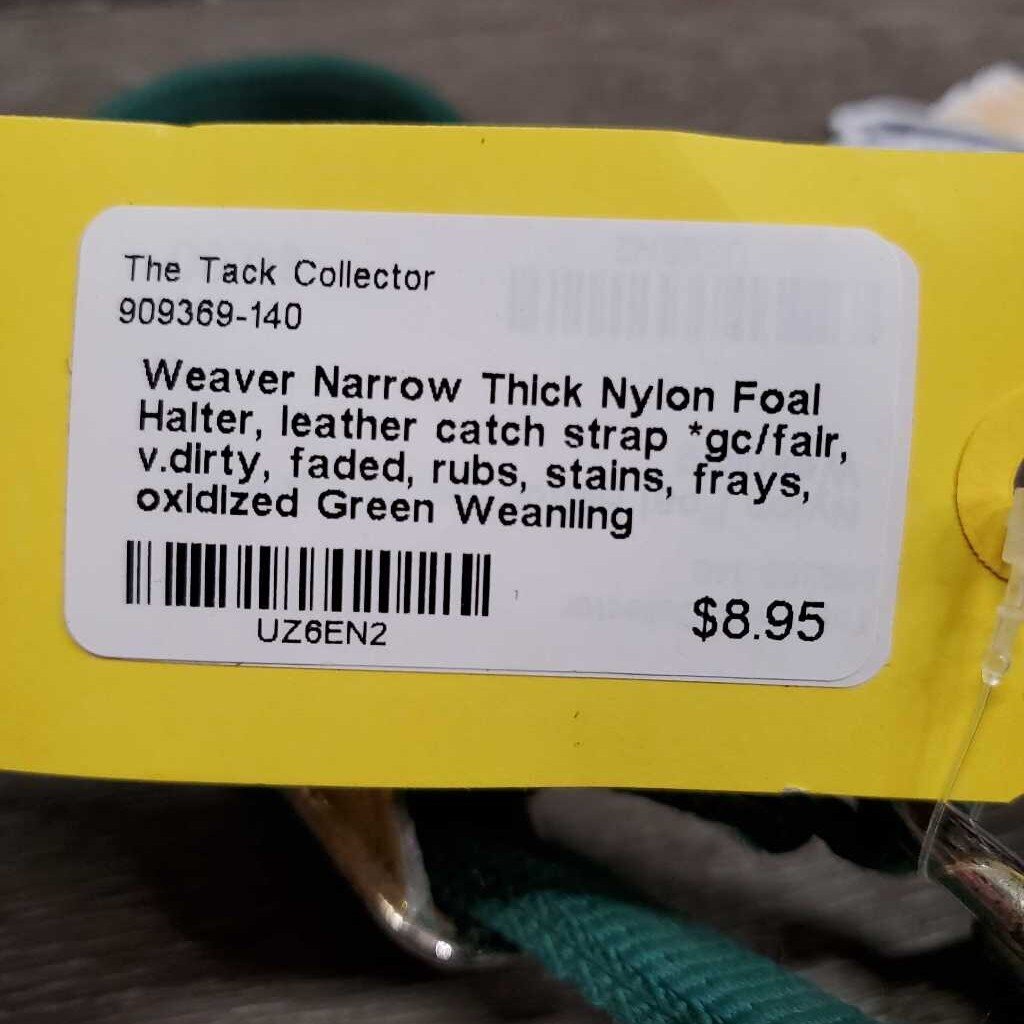 The Tack Collector
909369-140
Weaver Narrow Thick Nylon Foal
Halter, leather catch strap *gc/fair,
v.dirty, faded, rubs, stains, frays,
oxidized Green Weanling
UZ6EN2
$8.95